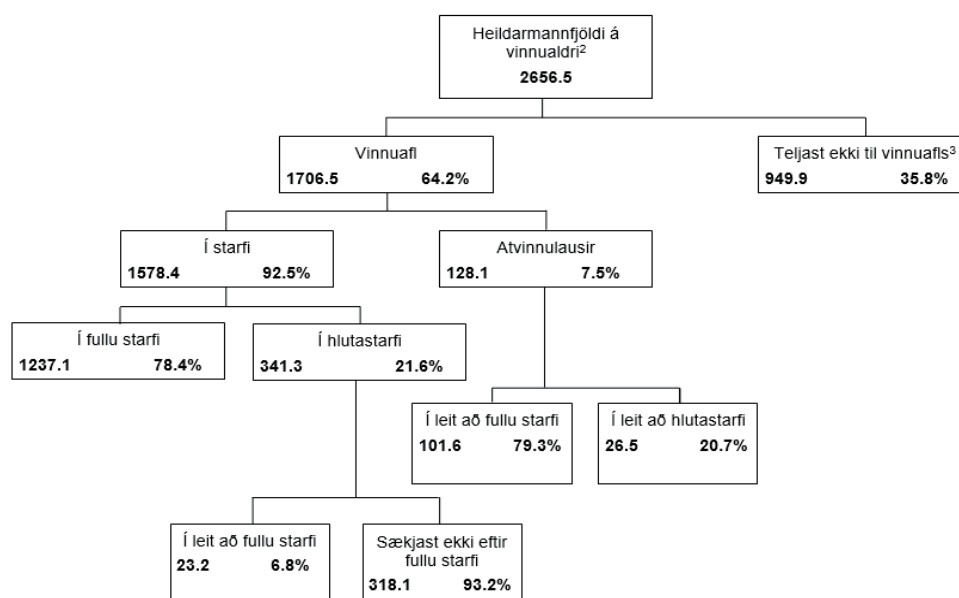 Heildarmannfjöldi á
vinnualdri²
2656.5
Vinnuafl
1706.5 64.2%
Teljast ekki til vinnuafls³
949.9 35.8%
Í starfi
1578.4 92.5%
Atvinnulausir
128.1 7.5%
Í fullu starfi
1237.1 78.4%
Í hlutastarfi
341.3 21.6%
Í leit að fullu starfi
101.6 79.3%
Í leit að hlutastarfi
26.5 20.7%
Í leit að fullu starfi
23.2 6.8%
Sækjast ekki eftir
fullu starfi
318.1 93.2%